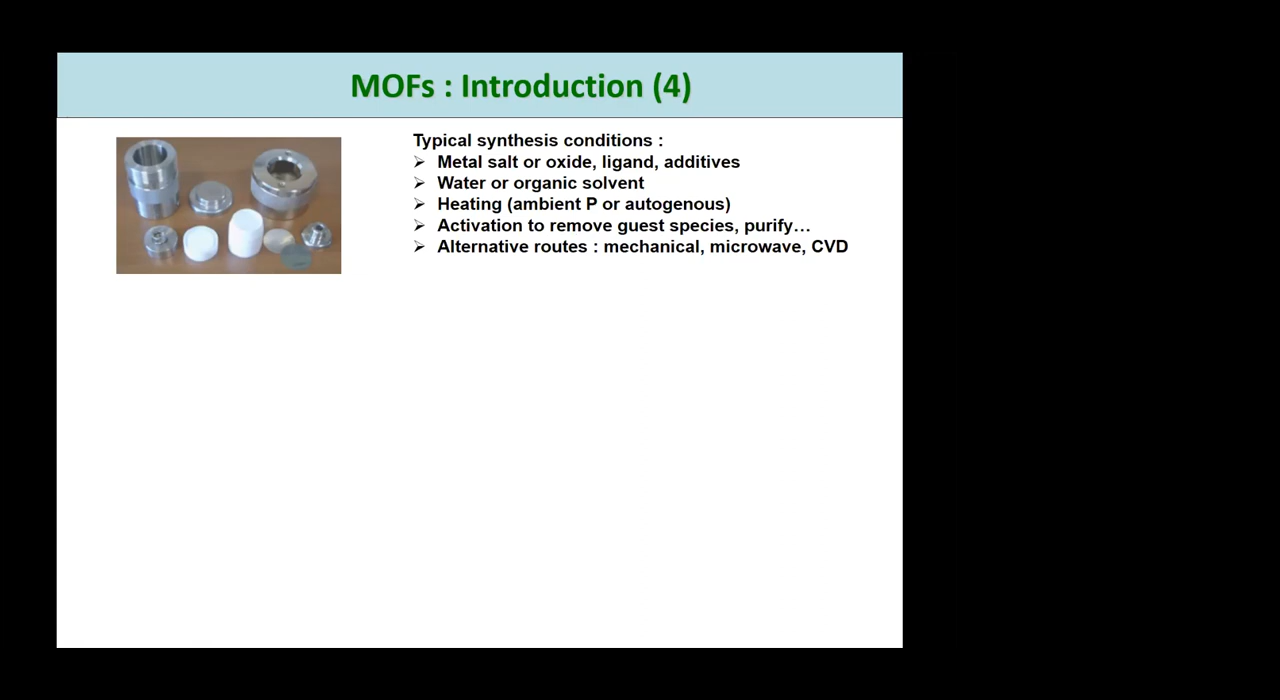 MOFs : Introduction (4)
Typical synthesis conditions :
➢ Metal salt or oxide, ligand, additives
➢ Water or organic solvent
➢ Heating (ambient P or autogenous)
➢ Activation to remove guest species, purify…
➢ Alternative routes : mechanical, microwave, CVD